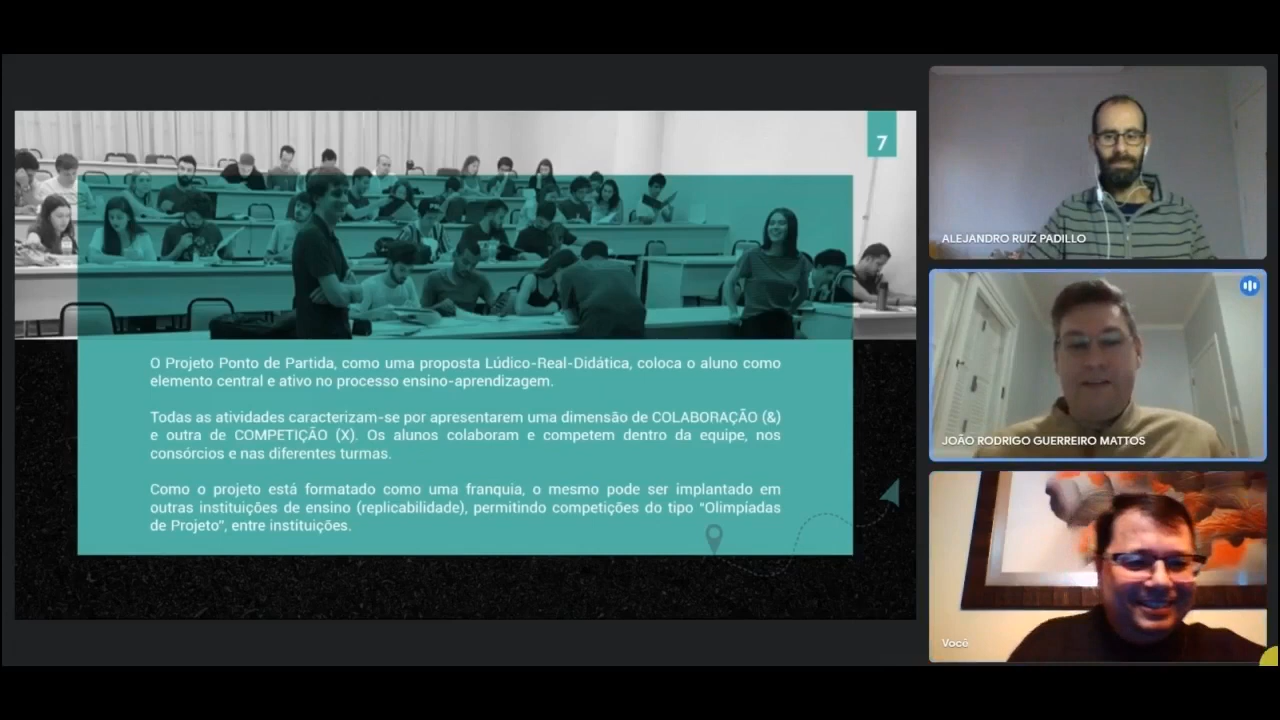 7
O Projeto Ponto de Partida, como uma proposta Lúdico-Real-Didática, coloca o aluno como
elemento central e ativo no processo ensino-aprendizagem.
Todas as atividades caracterizam-se por apresentarem uma dimensão de COLABORAÇÃO (&)
e outra de COMPETIÇÃO (X). Os alunos colaboram e competem dentro da equipe, nos
consórcios e nas diferentes turmas.
Como o projeto está formatado como uma franquia, o mesmo pode ser implantado em
outras instituições de ensino (replicabilidade), permitindo competições do tipo "Olimpíadas
de Projeto", entre instituições.
ALEJANDRO RUIZ PADILLO
JOÃO RODRIGO GUERREIRO MATTOS
Você